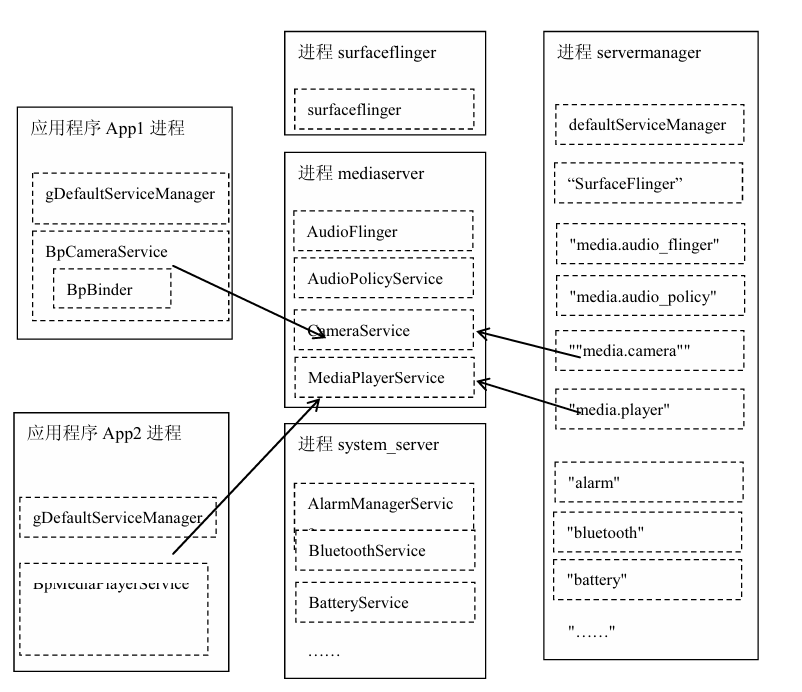 应用程序 App1 进程
gDefaultServiceManager
BpCameraService
BpBinder
应用程序 App2 进程
gDefaultServiceManager
BpMediaPlayerService
进程 surfaceflinger
surfaceflinger
进程 mediaserver
AudioFlinger
AudioPolicyService
CameraService
MediaPlayerService
进程 system_server
AlarmManagerServic
BluetoothService
BatteryService
……
进程 servermanager
defaultServiceManager
“SurfaceFlinger”
"media.audio_flinger"
"media.audio_policy"
""media.camera""
"media.player"
"alarm"
"bluetooth"
"battery"
"……"